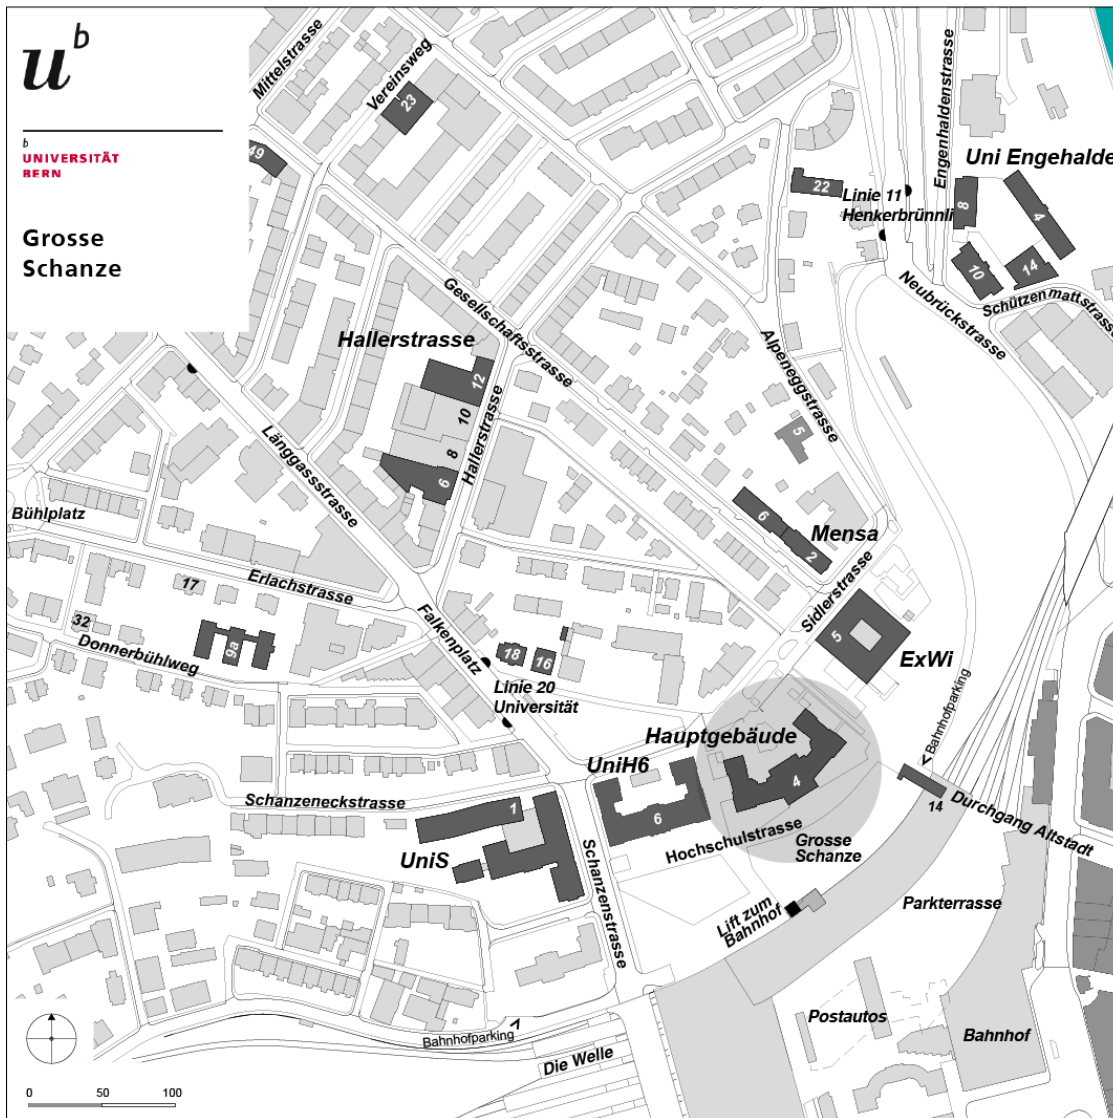 u b
b
UNIVERSITÄT
BERN
Grosse
Schanze
Mittelstrasse
Vereinsweg
23
49
Engenhaldenstrasse
Uni Engehalde
22
Linie 11
Henkerbrünnli
8
4
10
14
Schützenmattstrasse
Neubrückstrasse
Gesellschaftsstrasse
Alpeneggstrasse
Hallerstrasse
12
10
8
6
Hallerstrasse
Länggassstrasse
5
6
2
Mensa
Sidlerstrasse
Bühlplatz
Erlachstrasse
17
32
9a
Donnerbühlweg
Falkenplatz
18
16
Linie 20
Universität
5
ExWi
Bahnhofparking
Hauptgebäude
4
UniH6
6
Hochschulstrasse
Grosse
Schanze
14
Durchgang Altstadt
Schanzeneckstrasse
1
UniS
Schanzenstrasse
Lift zum
Bahnhof
Parkterrasse
Postautos
Bahnhof
Bahnhofparking
Die Welle
0 50 100